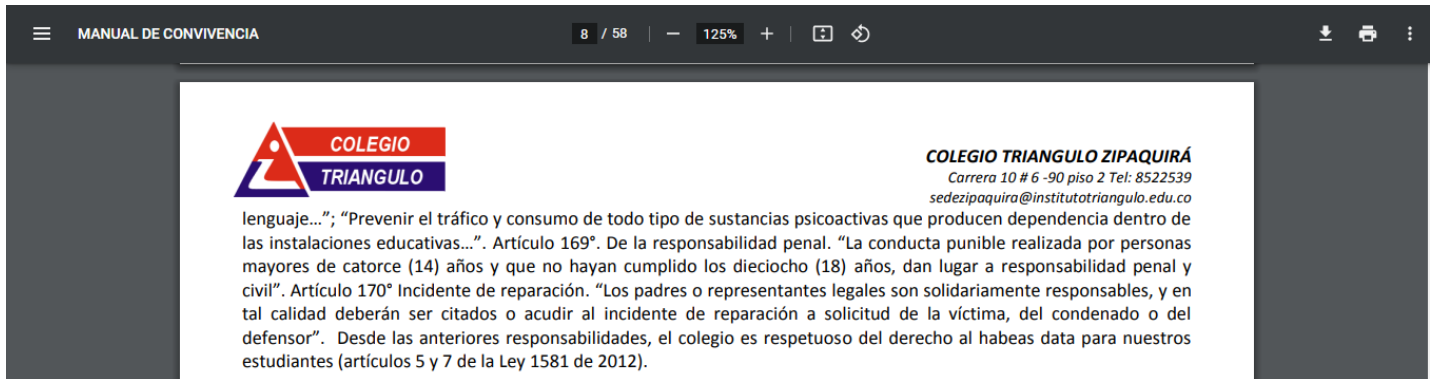 MANUAL DE CONVIVENCIA
8 / 58
125%
COLEGIO
TRIANGULO
COLEGIO TRIANGULO ZIPAQUIRÁ
Carrera 10 # 6 -90 piso 2 Tel: 8522539
sedezipaquira@institutotriangulo.edu.co
lenguaje…”; “Prevenir el tráfico y consumo de todo tipo de sustancias psicoactivas que producen dependencia dentro de
las instalaciones educativas…”. Artículo 169°. De la responsabilidad penal. “La conducta punible realizada por personas
mayores de catorce (14) años y que no hayan cumplido los dieciocho (18) años, dan lugar a responsabilidad penal y
civil”. Artículo 170° Incidente de reparación. “Los padres o representantes legales son solidariamente responsables, y en
tal calidad deberán ser citados o acudir al incidente de reparación a solicitud de la víctima, del condenado o del
defensor”. Desde las anteriores responsabilidades, el colegio es respetuoso del derecho al habeas data para nuestros
estudiantes (artículos 5 y 7 de la Ley 1581 de 2012).